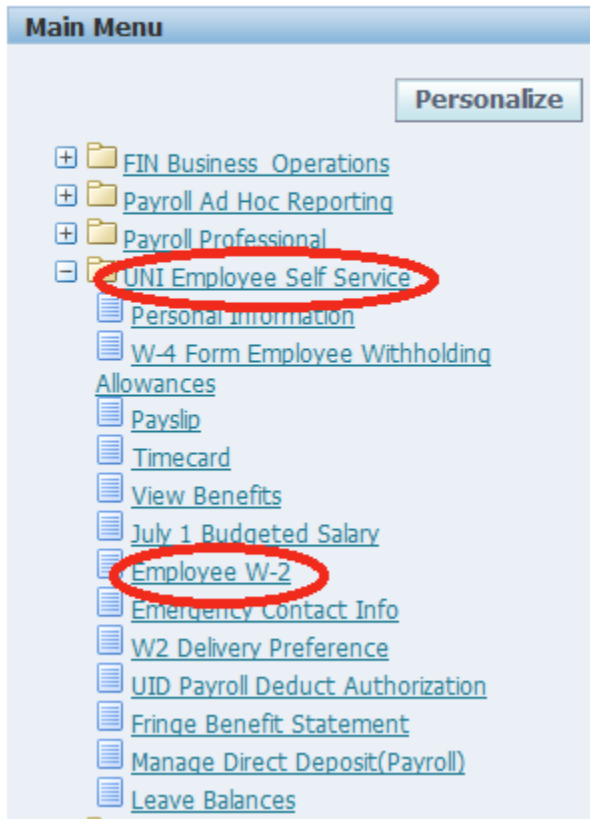 Main Menu
Personalize
FIN Business Operations
Payroll Ad Hoc Reporting
Payroll Professional
UNI Employee Self Service
Personal Information
W-4 Form Employee Withholding
Allowances
Payslip
Timecard
View Benefits
July 1 Budgeted Salary
Employee W-2
Emergency Contact Info
W2 Delivery Preference
UID Payroll Deduct Authorization
Fringe Benefit Statement
Manage Direct Deposit(Payroll)
Leave Balances